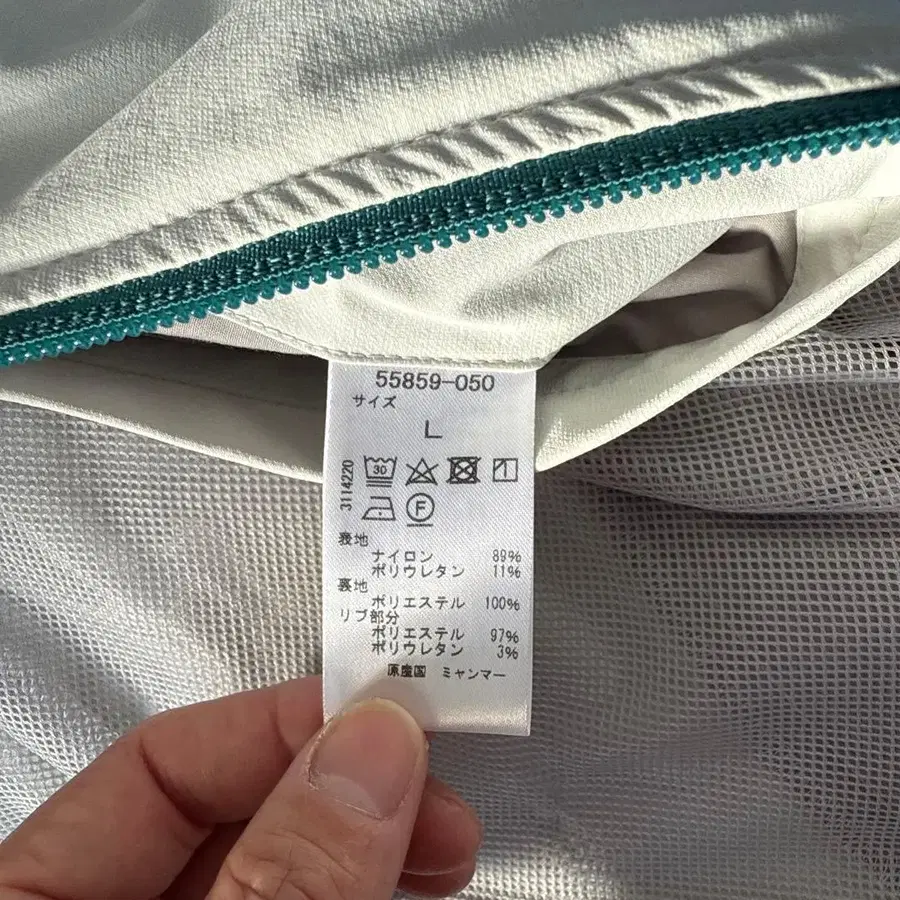 55859-050
サイズ
L
3114220
30
F
表地
ナイロン 89%
ポリウレタン 11%
裏地
ポリエステル 100%
リブ部分
ポリエステル 97%
ポリウレタン 3%
原産国 ミャンマー